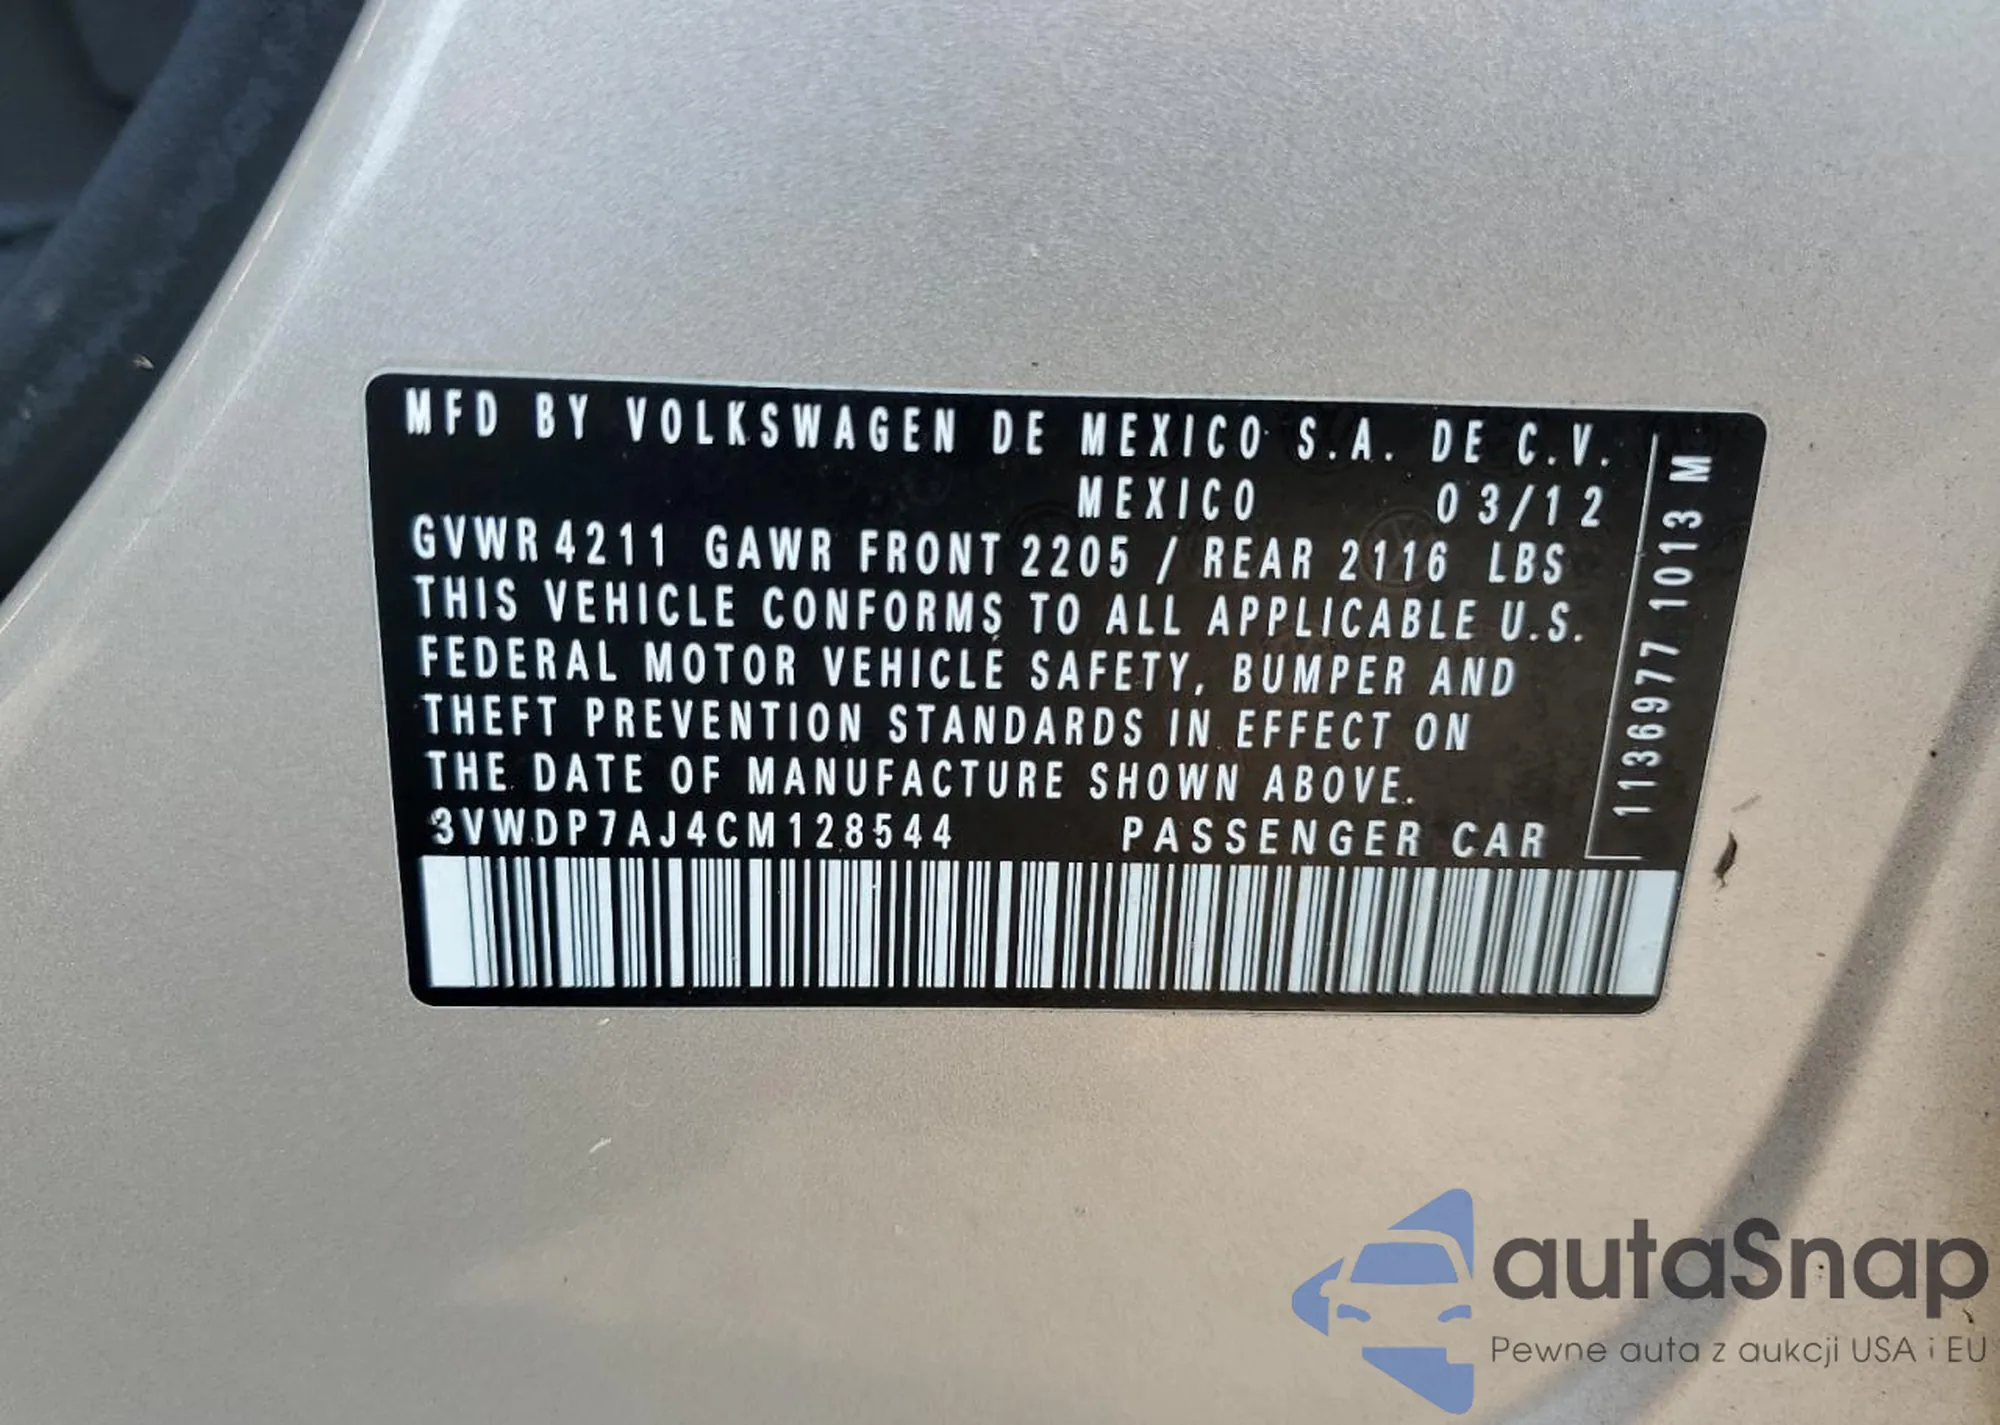 MFD BY VOLKSWAGEN DE MEXICO S.A. DE C.V.
MEXICO 03/12
GVWR 4211 GAWR FRONT 2205 / REAR 2116 LBS
THIS VEHICLE CONFORMS TO ALL APPLICABLE U.S.
FEDERAL MOTOR VEHICLE SAFETY, BUMPER AND
THEFT PREVENTION STANDARDS IN EFFECT ON
THE DATE OF MANUFACTURE SHOWN ABOVE.
3VWDP7AJ4CM128544 PASSENGER CAR
1136977 1013 M
autaSnap
Pewne auta z aukcji USA i EU